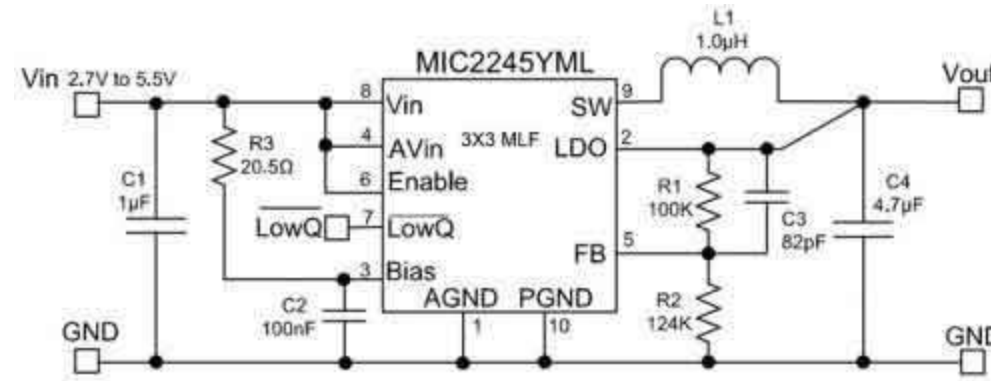 L1
1.0µH
MIC2245YML
Vin 2.7V to 5.5V
Vout
8 Vin
SW 9
4 AVin
3X3 MLF
LDO 2
R3
20.5Ω
6 Enable
C1
1µF
R1
100K
C3
82pF
C4
4.7µF
LowQ
7 LowQ
FB 5
3 Bias
C2
100nF
AGND PGND
1 10
R2
124K
GND
GND